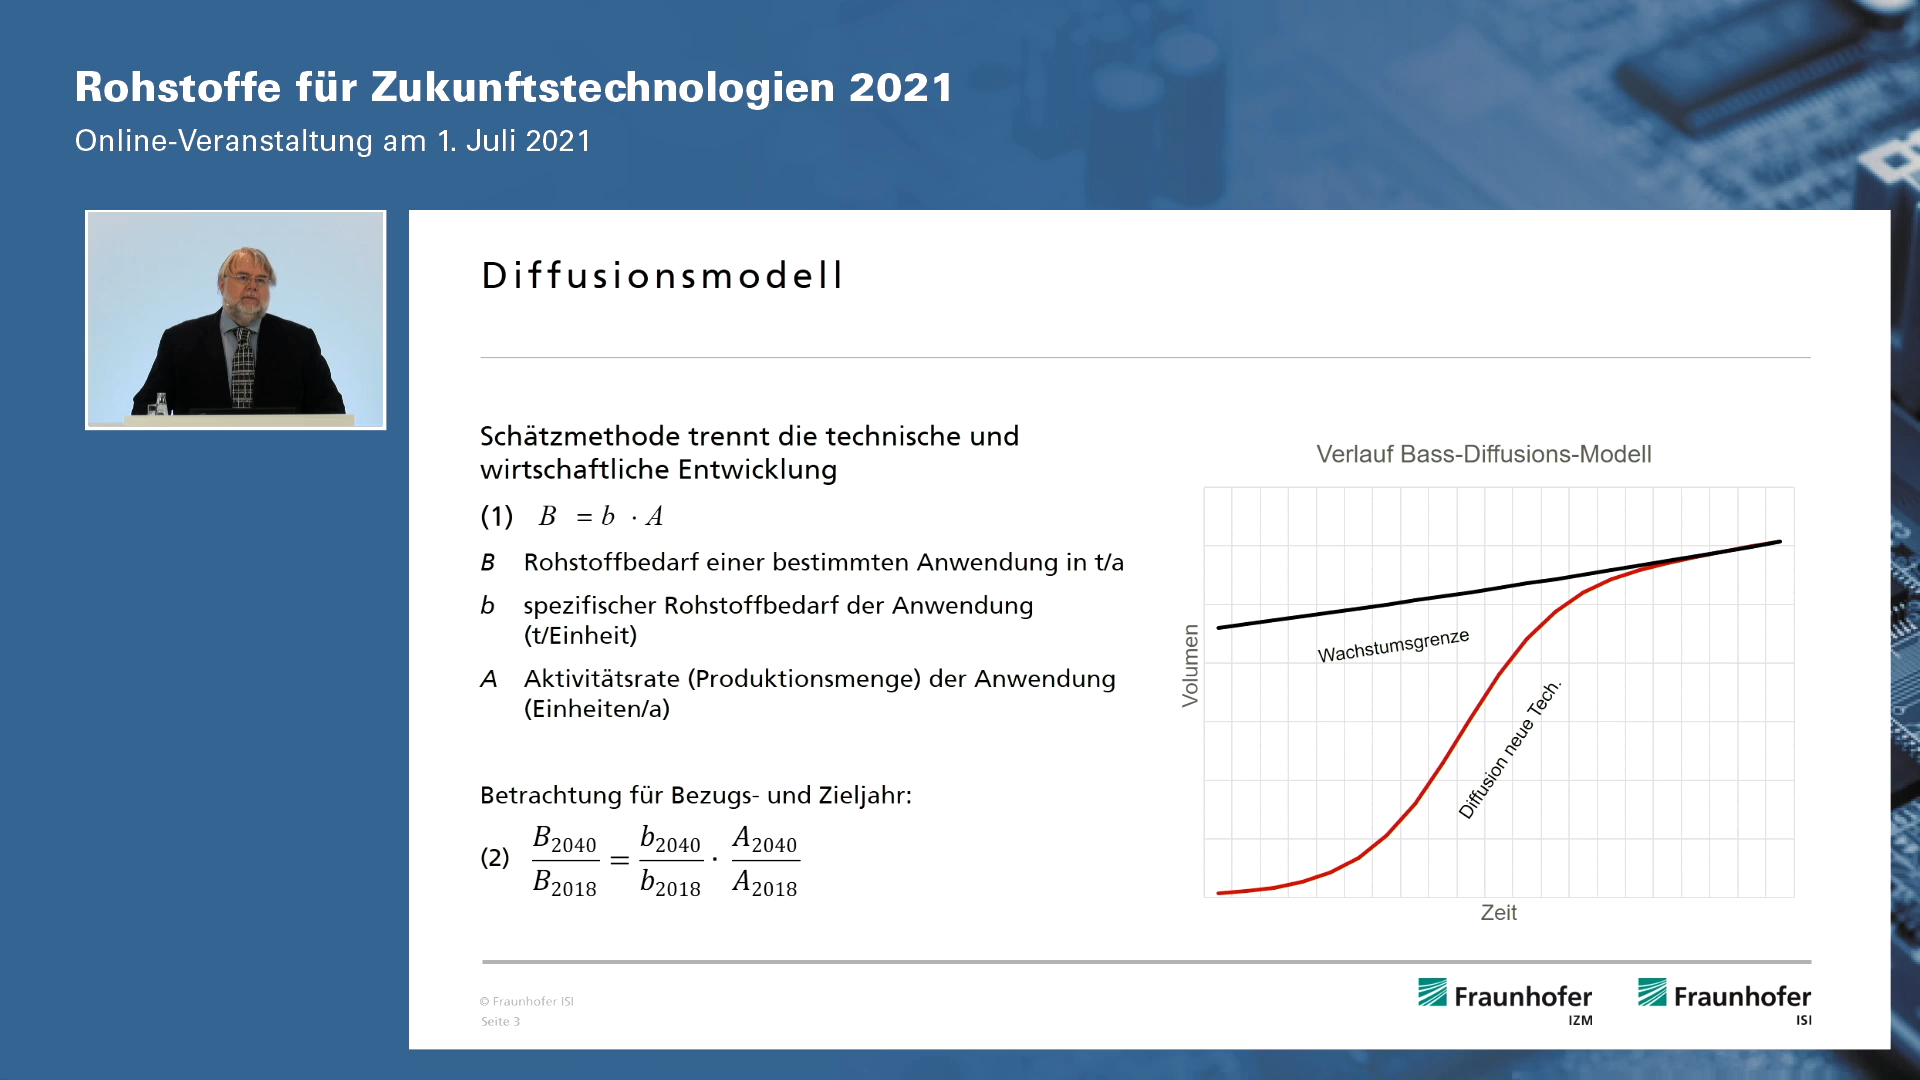 Rohstoffe für Zukunftstechnologien 2021
Online-Veranstaltung am 1. Juli 2021
Diffusionsmodell
Schätzmethode trennt die technische und
wirtschaftliche Entwicklung
(1) B = b · A
B Rohstoffbedarf einer bestimmten Anwendung in t/a
b spezifischer Rohstoffbedarf der Anwendung
(t/Einheit)
A Aktivitätsrate (Produktionsmenge) der Anwendung
(Einheiten/a)
Betrachtung für Bezugs- und Zieljahr:
(2) B2040/B2018 = b2040/b2018 · A2040/A2018
Verlauf Bass-Diffusions-Modell
Volumen
Wachstumsgrenze
Diffusion neue Tech.
Zeit
© Fraunhofer ISI
Seite 3
Fraunhofer
IZM
Fraunhofer
ISI